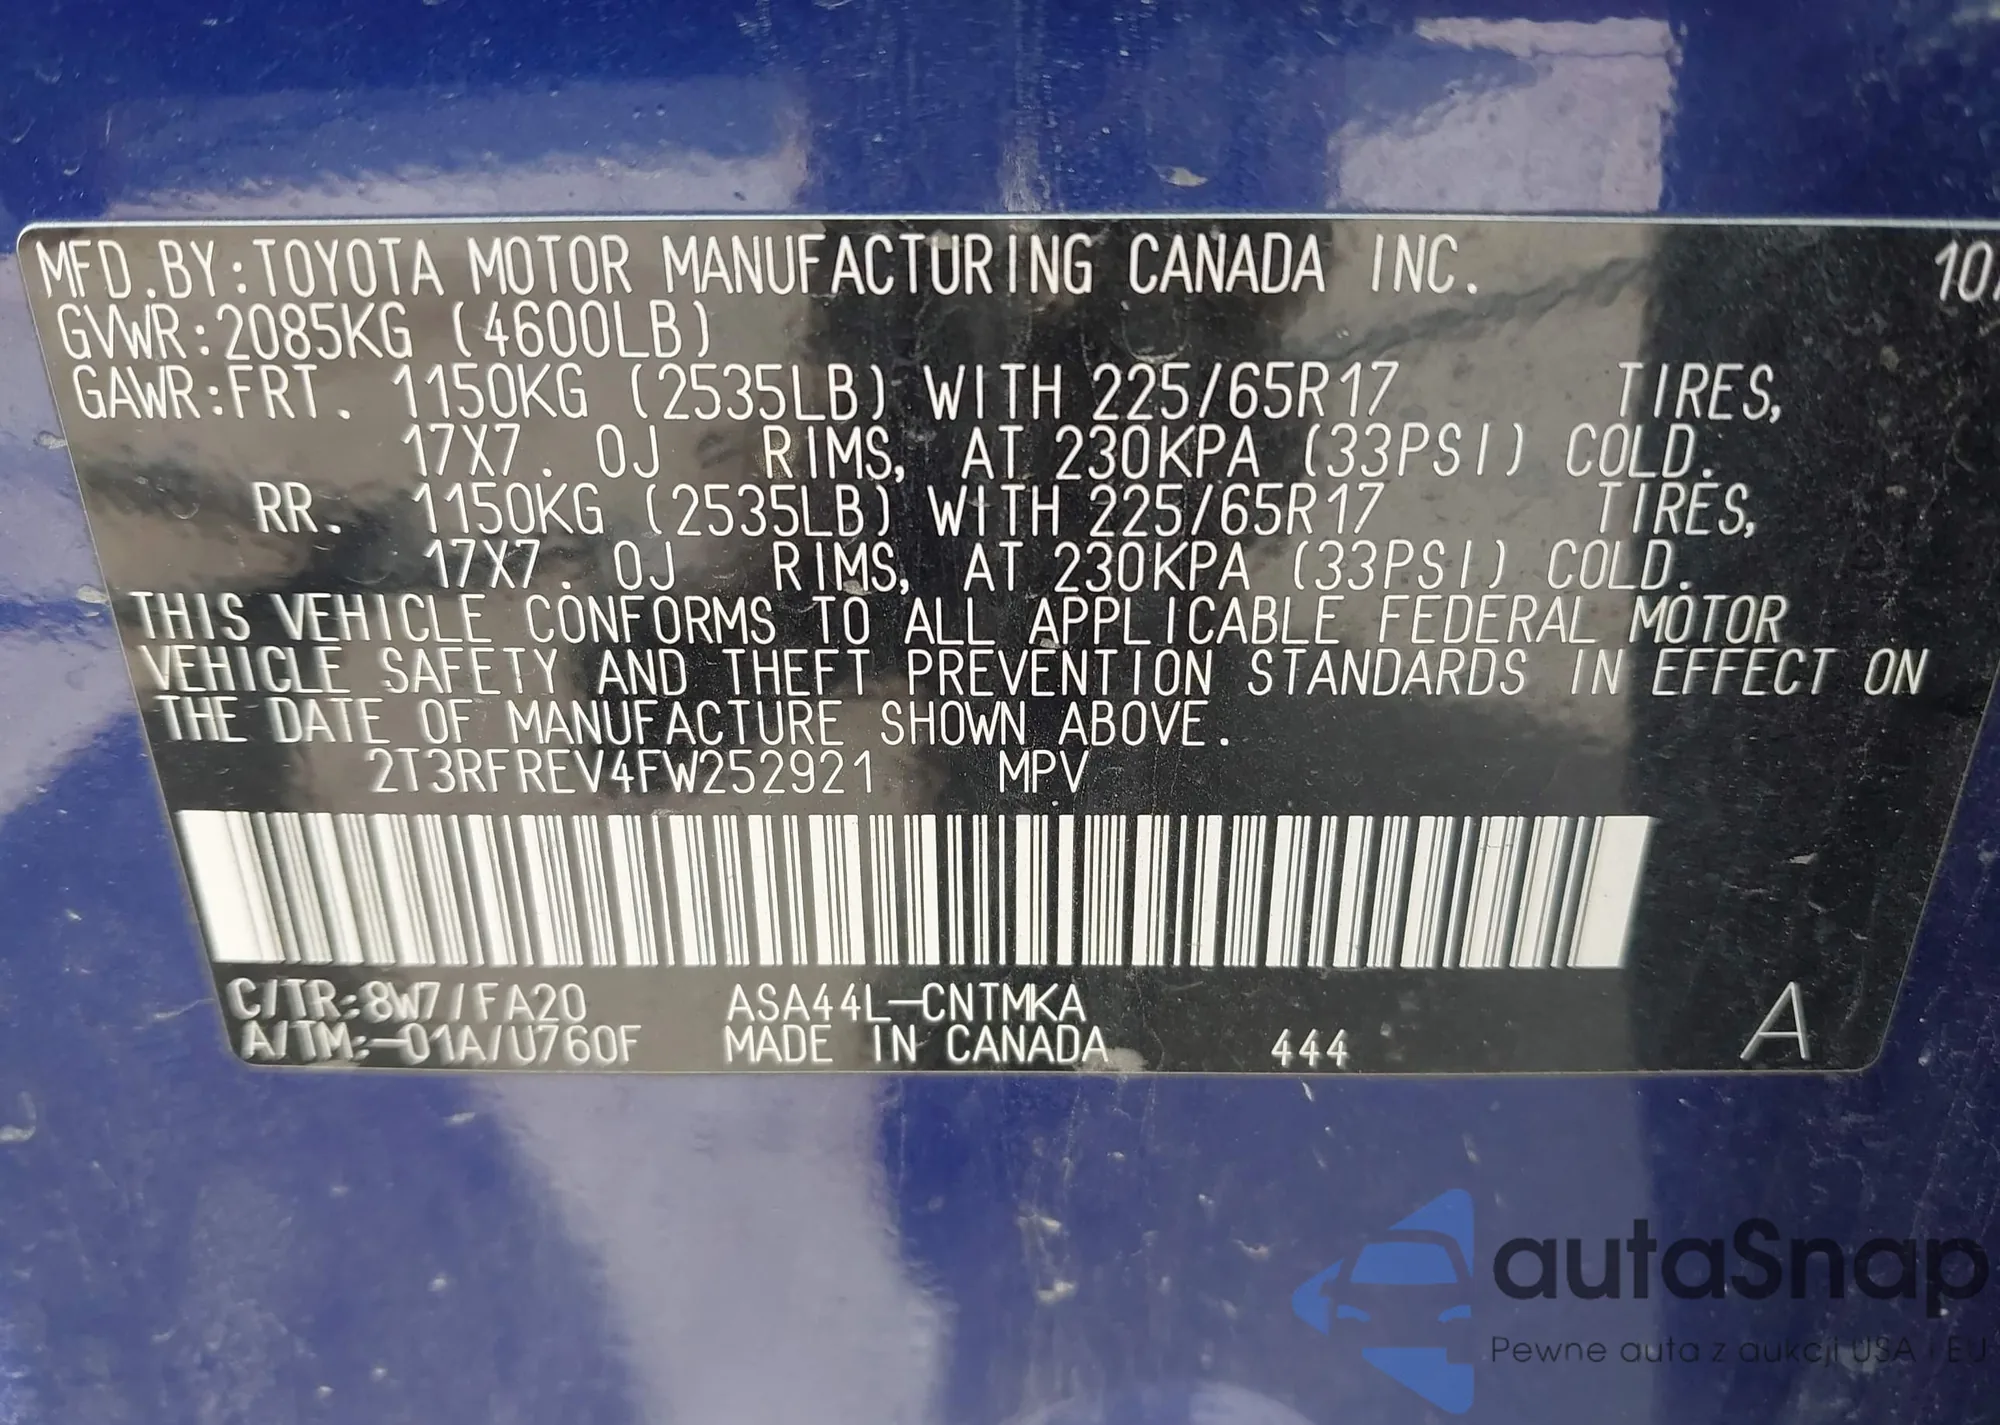 MFD.BY:TOYOTA MOTOR MANUFACTURING CANADA INC. 10/
GVWR:2085KG (4600LB)
GAWR:FRT. 1150KG (2535LB) WITH 225/65R17 TIRES,
17X7.0J RIMS, AT 230KPA (33PSI) COLD.
RR. 1150KG (2535LB) WITH 225/65R17 TIRES,
17X7.0J RIMS, AT 230KPA (33PSI) COLD.
THIS VEHICLE CONFORMS TO ALL APPLICABLE FEDERAL MOTOR
VEHICLE SAFETY AND THEFT PREVENTION STANDARDS IN EFFECT ON
THE DATE OF MANUFACTURE SHOWN ABOVE.
2T3RFREV4FW252921 MPV
C/TR:8W7/FA20 ASA44L-CNTMKA
A/TM:-01A/U760F MADE IN CANADA 444 A
autaSnap
Pewne auta z aukcji USA i EU